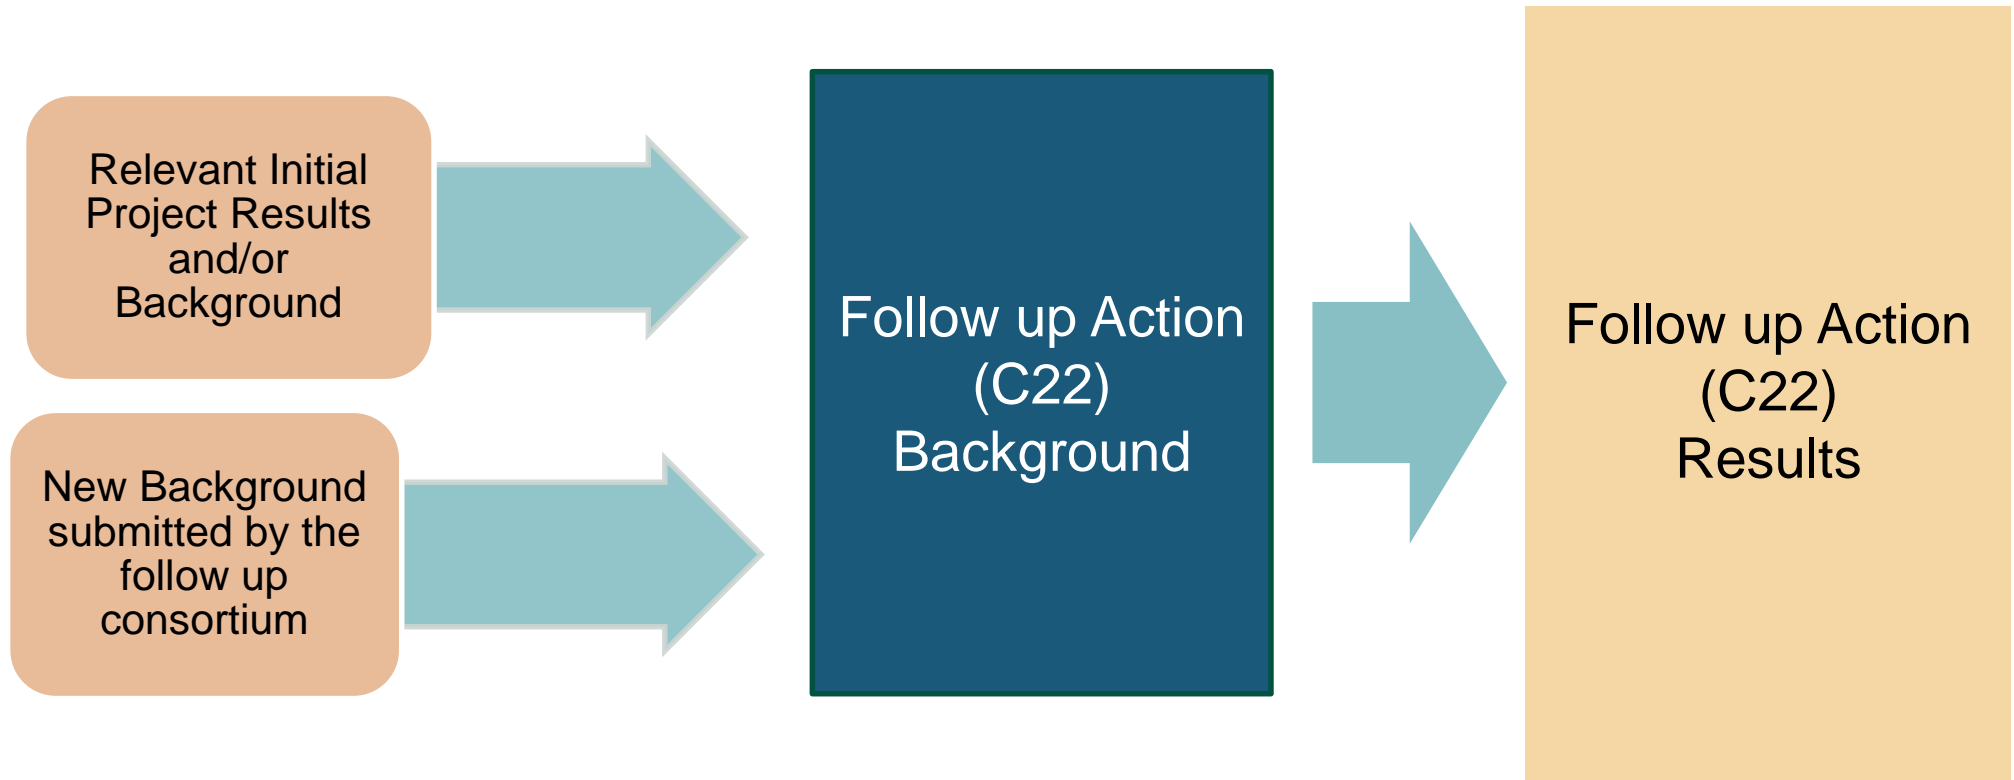 Relevant Initial
Project Results
and/or
Background
New Background
submitted by the
follow up
consortium
Follow up Action
(C22)
Background
Follow up Action
(C22)
Results